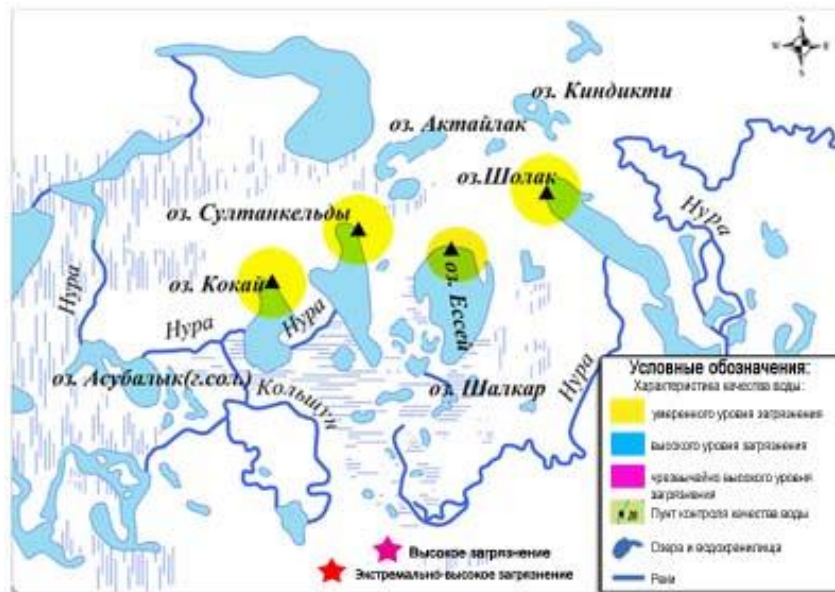 N
W E
S
оз. Киндикти
оз. Актайлак
оз.Шолак
Нура
оз. Султанкельды
оз. Кокай
оз. Ессей
Нура
Нура
Нура
Нура
оз. Асубалык(г.сол.)
Кольшун
оз. Шалкар
Условные обозначения:
Характеристика качества воды:
умеренного уровня загрязнения
высокого уровня загрязнения
чрезвычайно высокого уровня
загрязнения
Пункт контроля качества воды
Озера и водохренилища
Реки
Высокое загрязнение
Экстремально-высокое загрязнение